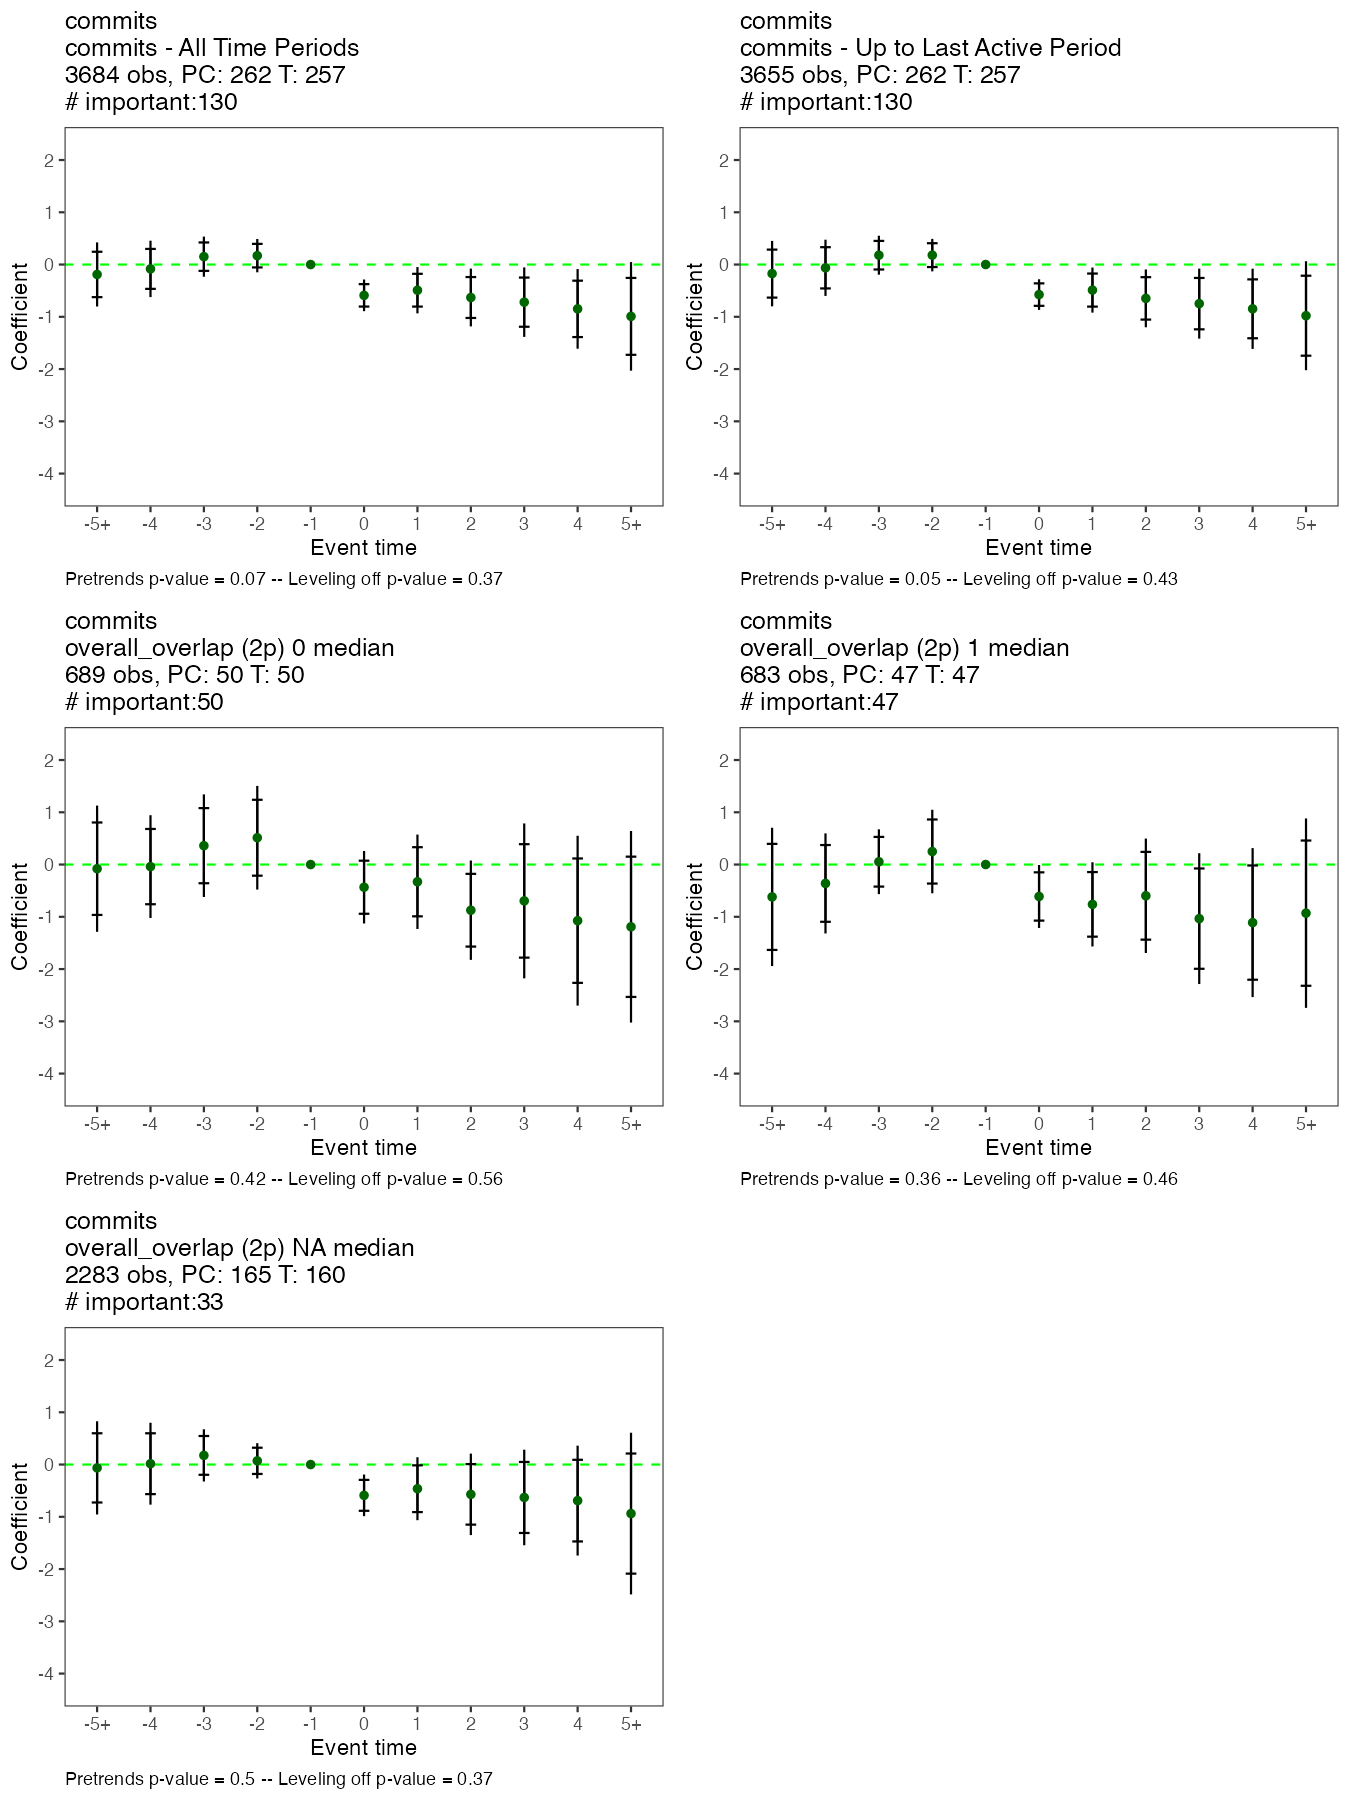 commits
commits - All Time Periods
3684 obs, PC: 262 T: 257
# important:130
2
1
0
-1
-2
-3
-4
Coefficient
-5+ -4 -3 -2 -1 0 1 2 3 4 5+
Event time
Pretrends p-value = 0.07 -- Leveling off p-value = 0.37
commits
commits - Up to Last Active Period
3655 obs, PC: 262 T: 257
# important:130
2
1
0
-1
-2
-3
-4
Coefficient
-5+ -4 -3 -2 -1 0 1 2 3 4 5+
Event time
Pretrends p-value = 0.05 -- Leveling off p-value = 0.43
commits
overall_overlap (2p) 0 median
689 obs, PC: 50 T: 50
# important:50
2
1
0
-1
-2
-3
-4
Coefficient
-5+ -4 -3 -2 -1 0 1 2 3 4 5+
Event time
Pretrends p-value = 0.42 -- Leveling off p-value = 0.56
commits
overall_overlap (2p) 1 median
683 obs, PC: 47 T: 47
# important:47
2
1
0
-1
-2
-3
-4
Coefficient
-5+ -4 -3 -2 -1 0 1 2 3 4 5+
Event time
Pretrends p-value = 0.36 -- Leveling off p-value = 0.46
commits
overall_overlap (2p) NA median
2283 obs, PC: 165 T: 160
# important:33
2
1
0
-1
-2
-3
-4
Coefficient
-5+ -4 -3 -2 -1 0 1 2 3 4 5+
Event time
Pretrends p-value = 0.5 -- Leveling off p-value = 0.37